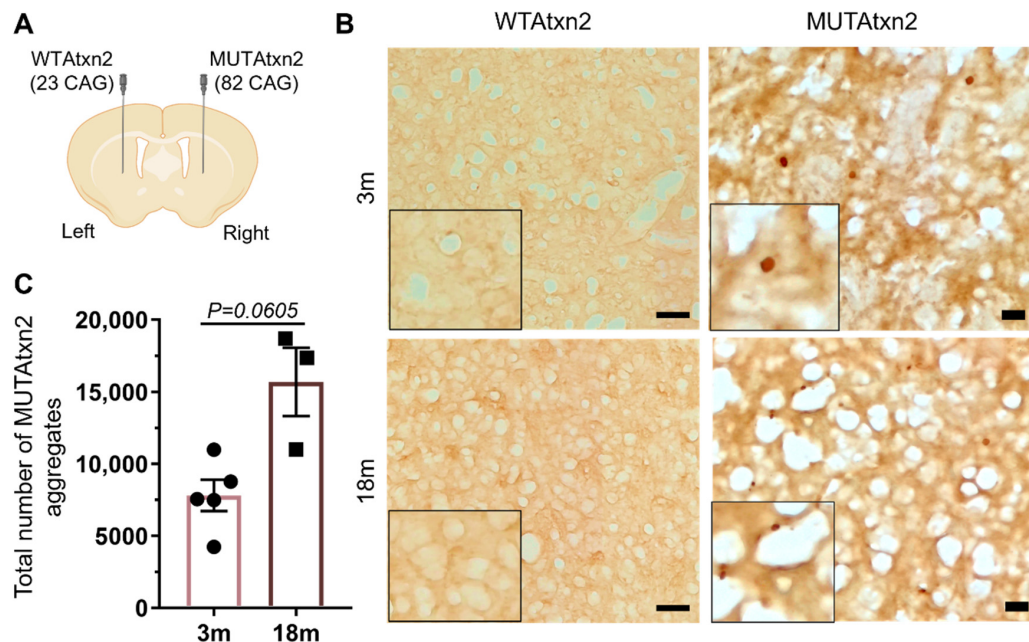 A
WTAtxn2
(23 CAG)
MUTAtxn2
(82 CAG)
Left
Right
B
WTAtxn2
MUTAtxn2
3m
18m
C
P=0.0605
Total number of MUTAtxn2
aggregates
20,000
15,000
10,000
5000
0
3m
18m